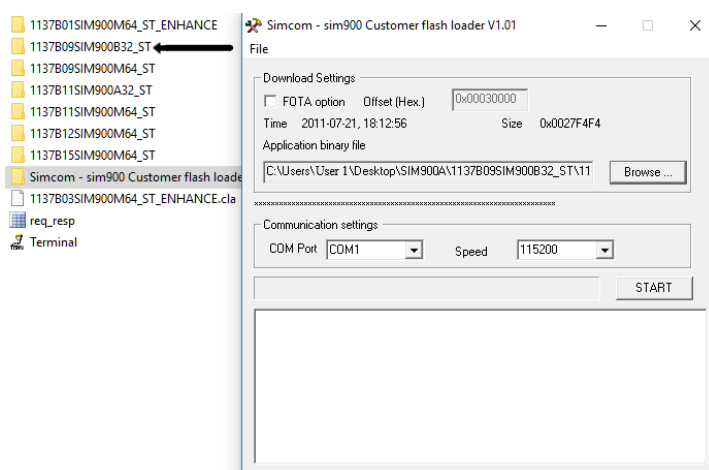 1137B01SIM900M64_ST_ENHANCE
1137B09SIM900B32_ST
1137B09SIM900M64_ST
1137B11SIM900A32_ST
1137B11SIM900M64_ST
1137B12SIM900M64_ST
1137B15SIM900M64_ST
Simcom - sim900 Customer flash loade
1137B03SIM900M64_ST_ENHANCE.cla
req_resp
Terminal
Simcom - sim900 Customer flash loader V1.01
File
Download Settings
FOTA option Offset (Hex.) 0x00030000
Time 2011-07-21, 18:12:56 Size 0x0027F4F4
Application binary file
C:\Users\User 1\Desktop\SIM900A\1137B09SIM900B32_ST\11 Browse ...
Communication settings
COM Port COM1 Speed 115200
START